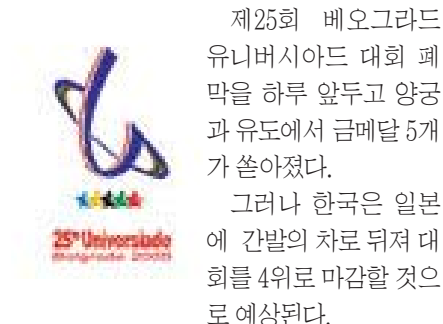 제25회 베오그라드
유니버시아드 대회 폐
막을 하루 앞두고 양궁
과 유도에서 금메달 5개
가 쏟아졌다.
그러나 한국은 일본
에 간발의 차로 뒤져 대
회를 4위로 마감할 것으
로 예상된다.
25th Universiade
Belgrade 2009